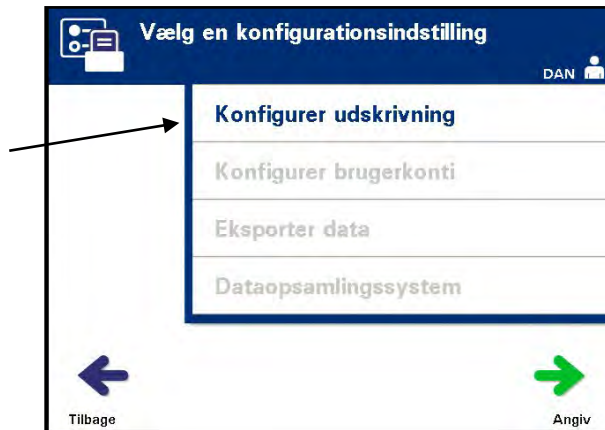 Vælg en konfigurationsindstilling
DAN
Konfigurer udskrivning
Konfigurer brugerkonti
Eksporter data
Dataopsamlingssystem
Tilbage
Angiv